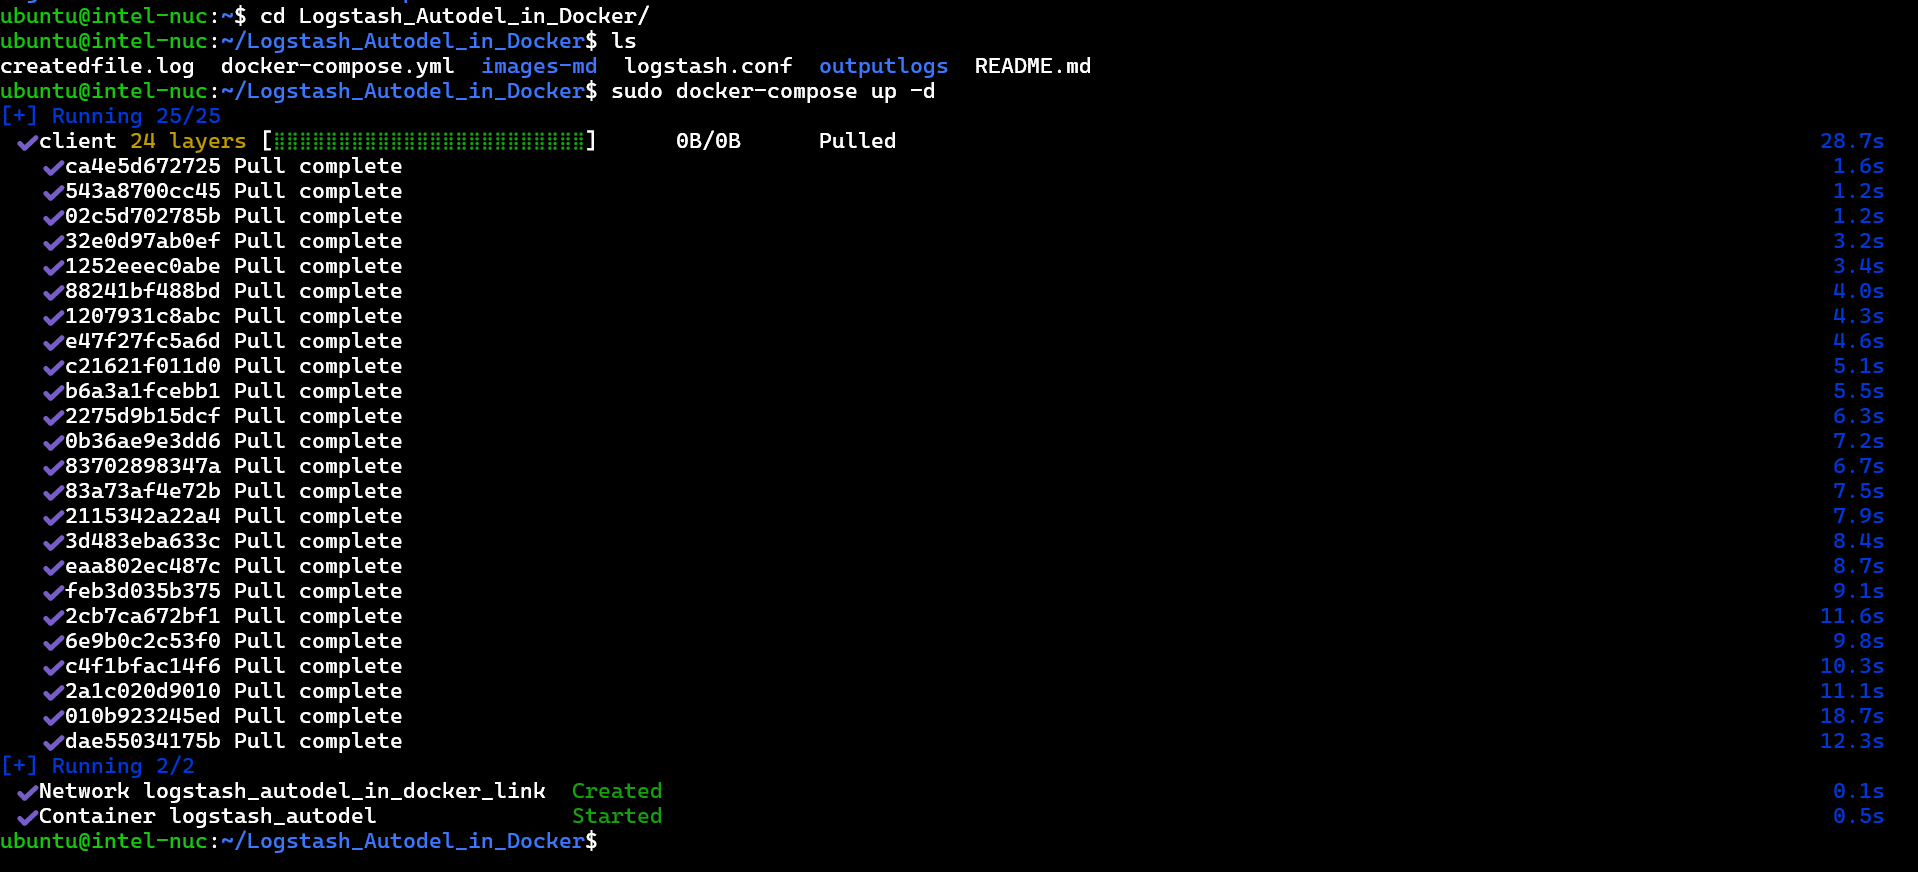 ubuntu@intel-nuc:~$ cd Logstash_Autodel_in_Docker/
ubuntu@intel-nuc:~/Logstash_Autodel_in_Docker$ ls
createdfile.log  docker-compose.yml  images-md  logstash.conf  outputlogs  README.md
ubuntu@intel-nuc:~/Logstash_Autodel_in_Docker$ sudo docker-compose up -d
[+] Running 25/25
✔client 24 layers [⣿⣿⣿⣿⣿⣿⣿⣿⣿⣿⣿⣿⣿⣿⣿⣿⣿⣿⣿⣿⣿⣿⣿⣿] 0B/0B Pulled 28.7s
✔ca4e5d672725 Pull complete 1.6s
✔543a8700cc45 Pull complete 1.2s
✔02c5d702785b Pull complete 1.2s
✔32e0d97ab0ef Pull complete 3.2s
✔1252eeec0abe Pull complete 3.4s
✔88241bf488bd Pull complete 4.0s
✔1207931c8abc Pull complete 4.3s
✔e47f27fc5a6d Pull complete 4.6s
✔c21621f011d0 Pull complete 5.1s
✔b6a3a1fcebb1 Pull complete 5.5s
✔2275d9b15dcf Pull complete 6.3s
✔0b36ae9e3dd6 Pull complete 7.2s
✔83702898347a Pull complete 6.7s
✔83a73af4e72b Pull complete 7.5s
✔2115342a22a4 Pull complete 7.9s
✔3d483eba633c Pull complete 8.4s
✔eaa802ec487c Pull complete 8.7s
✔feb3d035b375 Pull complete 9.1s
✔2cb7ca672bf1 Pull complete 11.6s
✔6e9b0c2c53f0 Pull complete 9.8s
✔c4f1bfac14f6 Pull complete 10.3s
✔2a1c020d9010 Pull complete 11.1s
✔010b923245ed Pull complete 18.7s
✔dae55034175b Pull complete 12.3s
[+] Running 2/2
✔Network logstash_autodel_in_docker_link  Created 0.1s
✔Container logstash_autodel  Started 0.5s
ubuntu@intel-nuc:~/Logstash_Autodel_in_Docker$